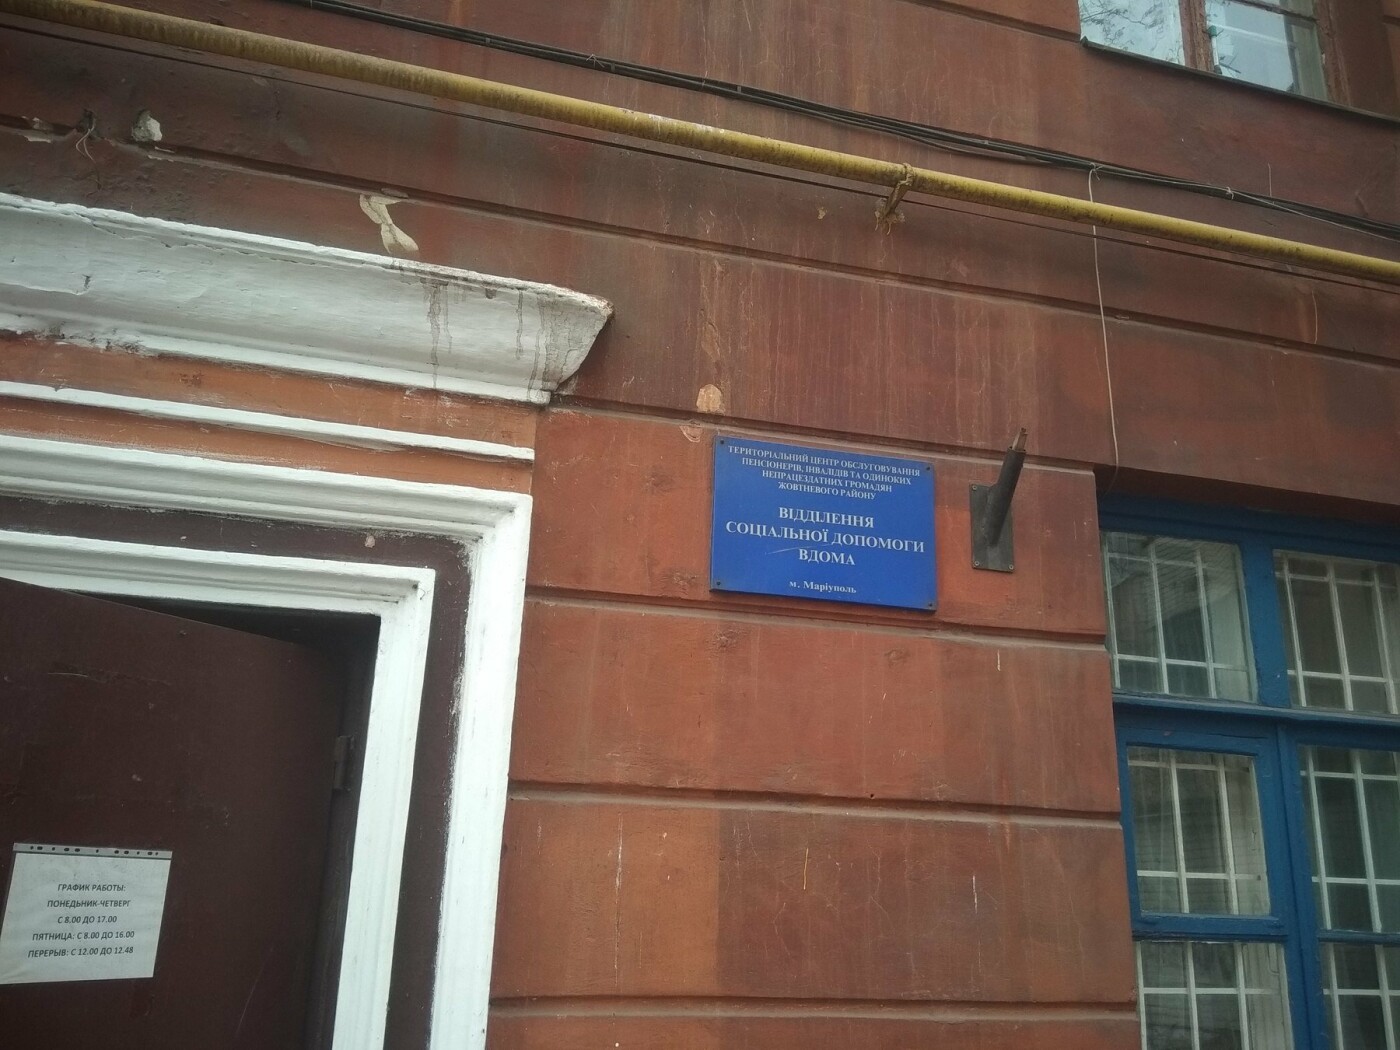 ТЕРИТОРІАЛЬНИЙ ЦЕНТР ОБСЛУГОВУВАННЯ
ПЕНСІОНЕРІВ, ІНВАЛІДІВ ТА ОДИНОКИХ
НЕПРАЦЕЗДАТНИХ ГРОМАДЯН
ЖОВТНЕВОГО РАЙОНУ
ВІДДІЛЕННЯ
СОЦІАЛЬНОЇ ДОПОМОГИ
ВДОМА
м. Маріуполь
ГРАФИК РАБОТЫ:
ПОНЕДЬНИК-ЧЕТВЕРГ
С 8.00 ДО 17.00
ПЯТНИЦА: С 8.00 ДО 16.00
ПЕРЕРЫВ: С 12.00 ДО 12.48